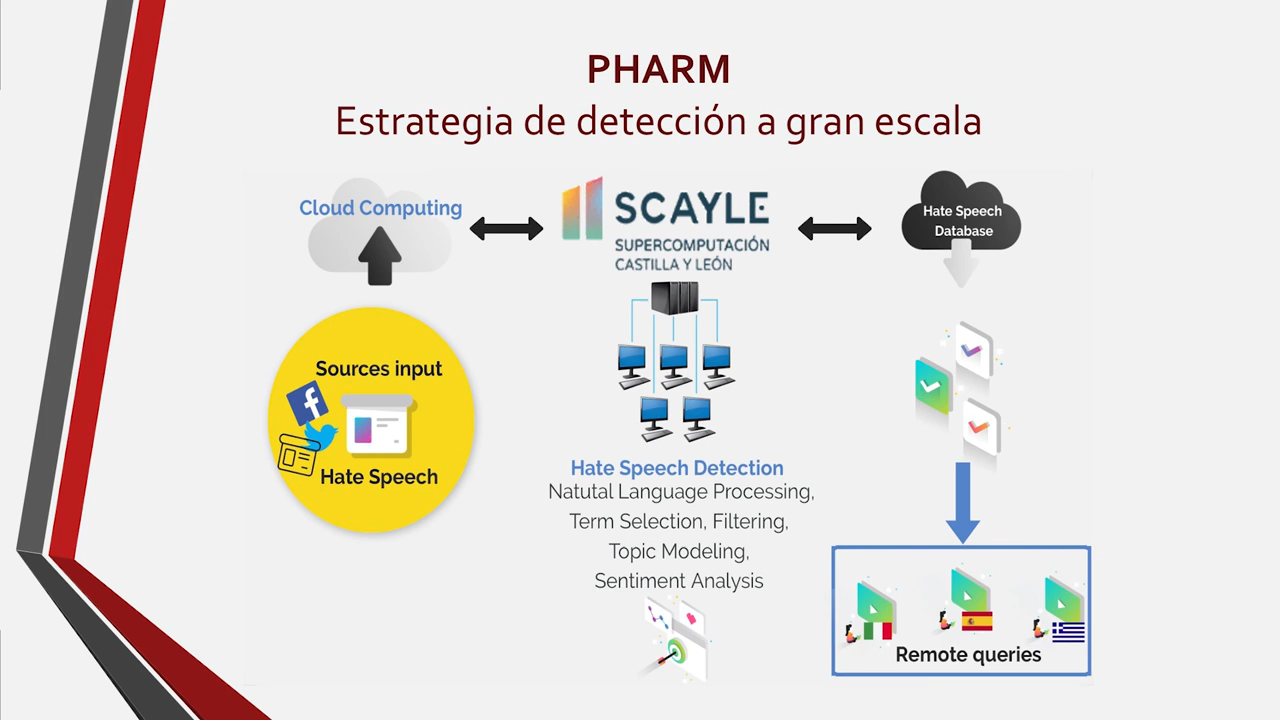 PHARM
Estrategia de detección a gran escala
Cloud Computing
SCAYLE
SUPERCOMPUTACIÓN
CASTILLA Y LEÓN
Hate Speech
Database
Sources input
f
Hate Speech
Hate Speech Detection
Natutal Language Processing,
Term Selection, Filtering,
Topic Modeling,
Sentiment Analysis
Remote queries